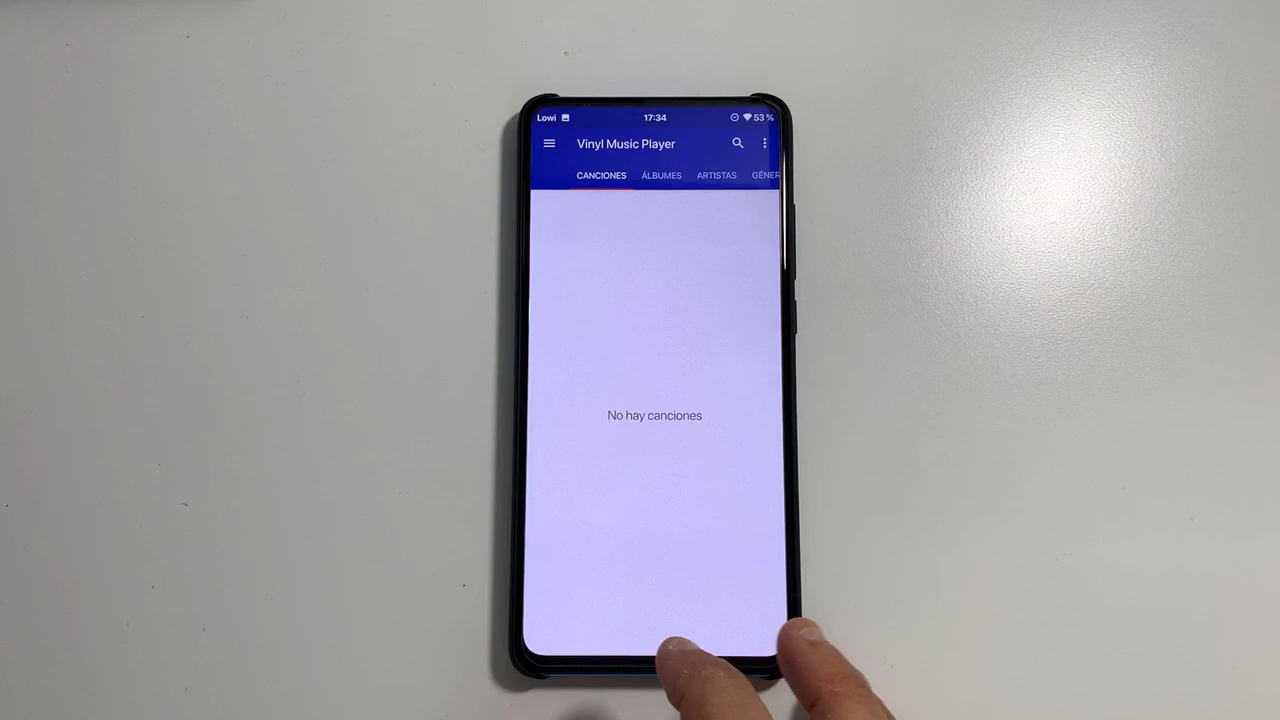 Lowi 17:34 53 %
Vinyl Music Player
CANCIONES ÁLBUMES ARTISTAS GÉNER
No hay canciones